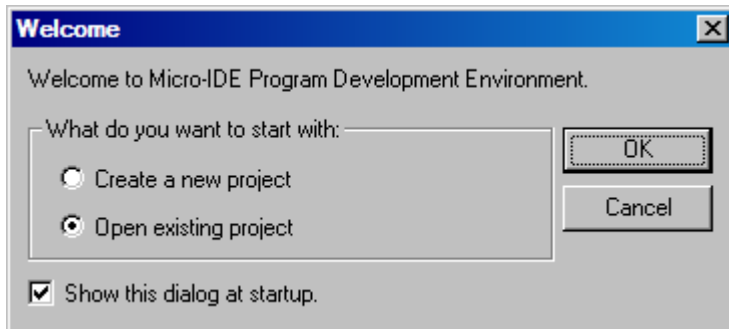 Welcome
Welcome to Micro-IDE Program Development Environment.
What do you want to start with:
Create a new project
Open existing project
OK
Cancel
Show this dialog at startup.